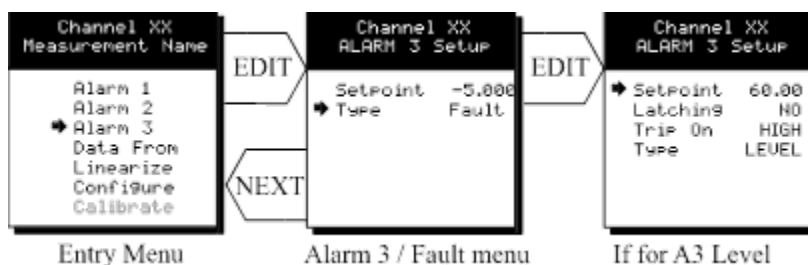 Channel XX
Measurement Name
Alarm 1
Alarm 2
Alarm 3
Data From
Linearize
Configure
Calibrate
Entry Menu
EDIT
NEXT
Channel XX
ALARM 3 Setup
Setpoint -5.000
Type Fault
Alarm 3 / Fault menu
EDIT
Channel XX
ALARM 3 Setup
Setpoint 60.00
Latching NO
Trip On HIGH
Type LEVEL
If for A3 Level